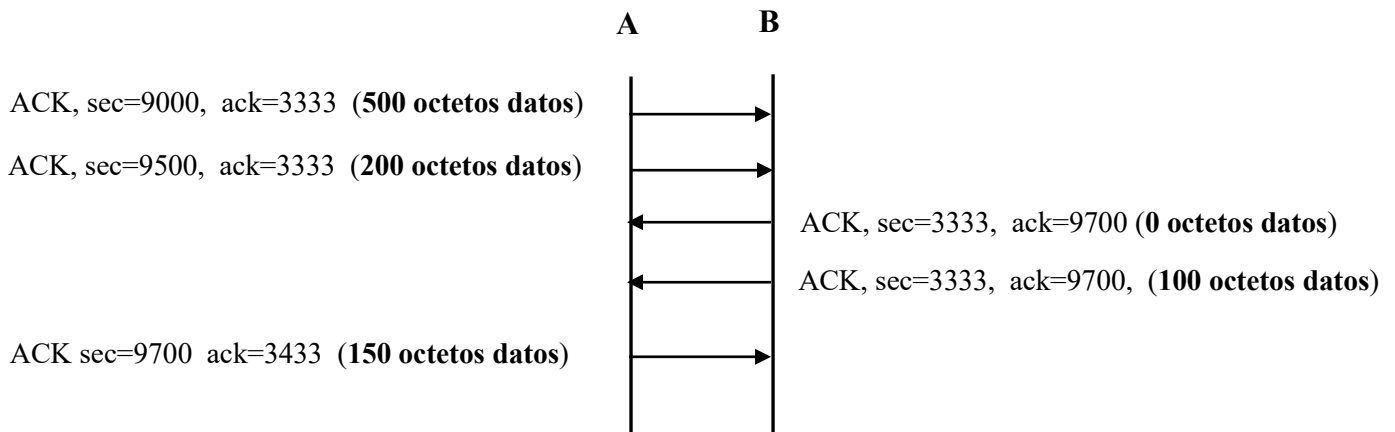 A B
ACK, sec=9000, ack=3333 (500 octetos datos)
ACK, sec=9500, ack=3333 (200 octetos datos)
ACK, sec=3333, ack=9700 (0 octetos datos)
ACK, sec=3333, ack=9700, (100 octetos datos)
ACK sec=9700 ack=3433 (150 octetos datos)